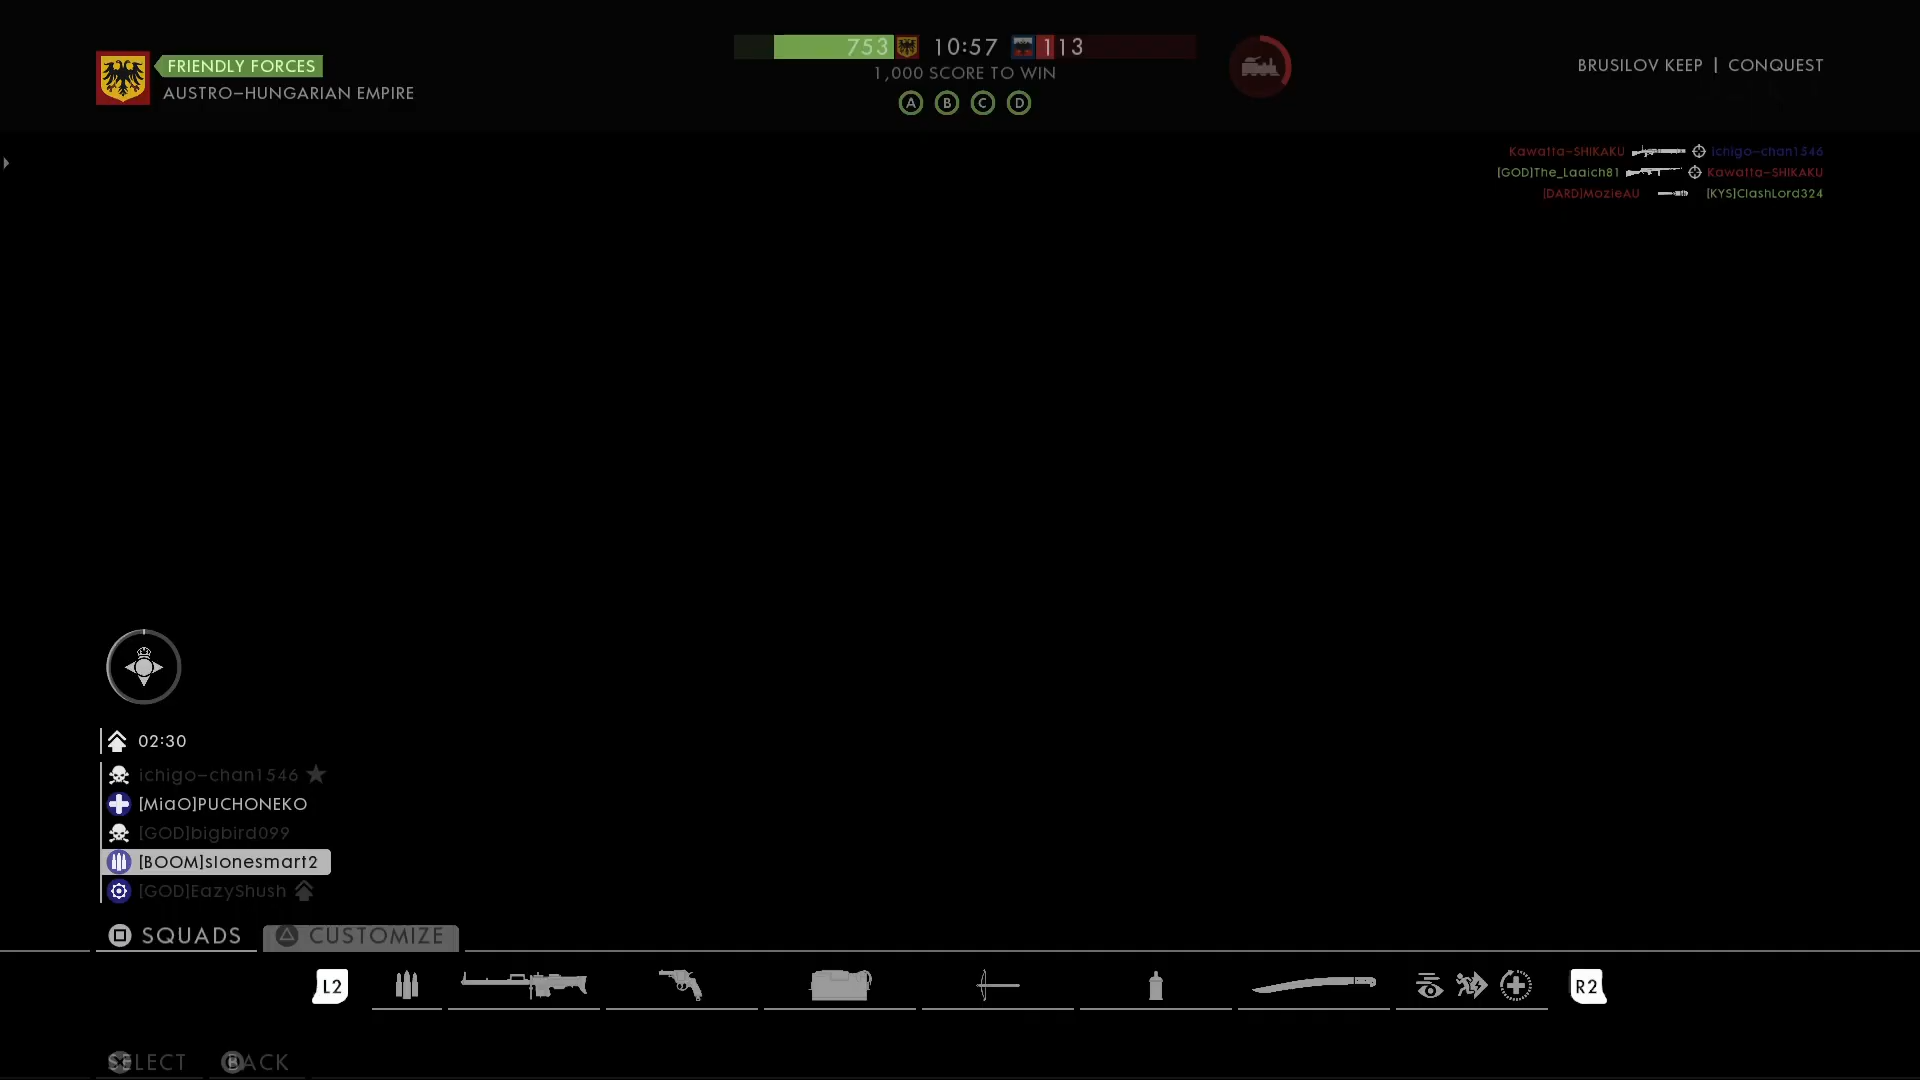 FRIENDLY FORCES
AUSTRO-HUNGARIAN EMPIRE
753 10:57 113
1,000 SCORE TO WIN
A B C D
BRUSILOV KEEP | CONQUEST
Kawatta-SHIKAKU ichigo-chan1546
[GOD]The_Laaich81 Kawatta-SHIKAKU
[DARD]MozieAU [KYS]ClashLord324
02:30
ichigo-chan1546
[MiaO]PUCHONEKO
[GOD]bigbird099
[BOOM]slonesmart2
[GOD]EazyShush
SQUADS CUSTOMIZE
L2 R2
SELECT BACK